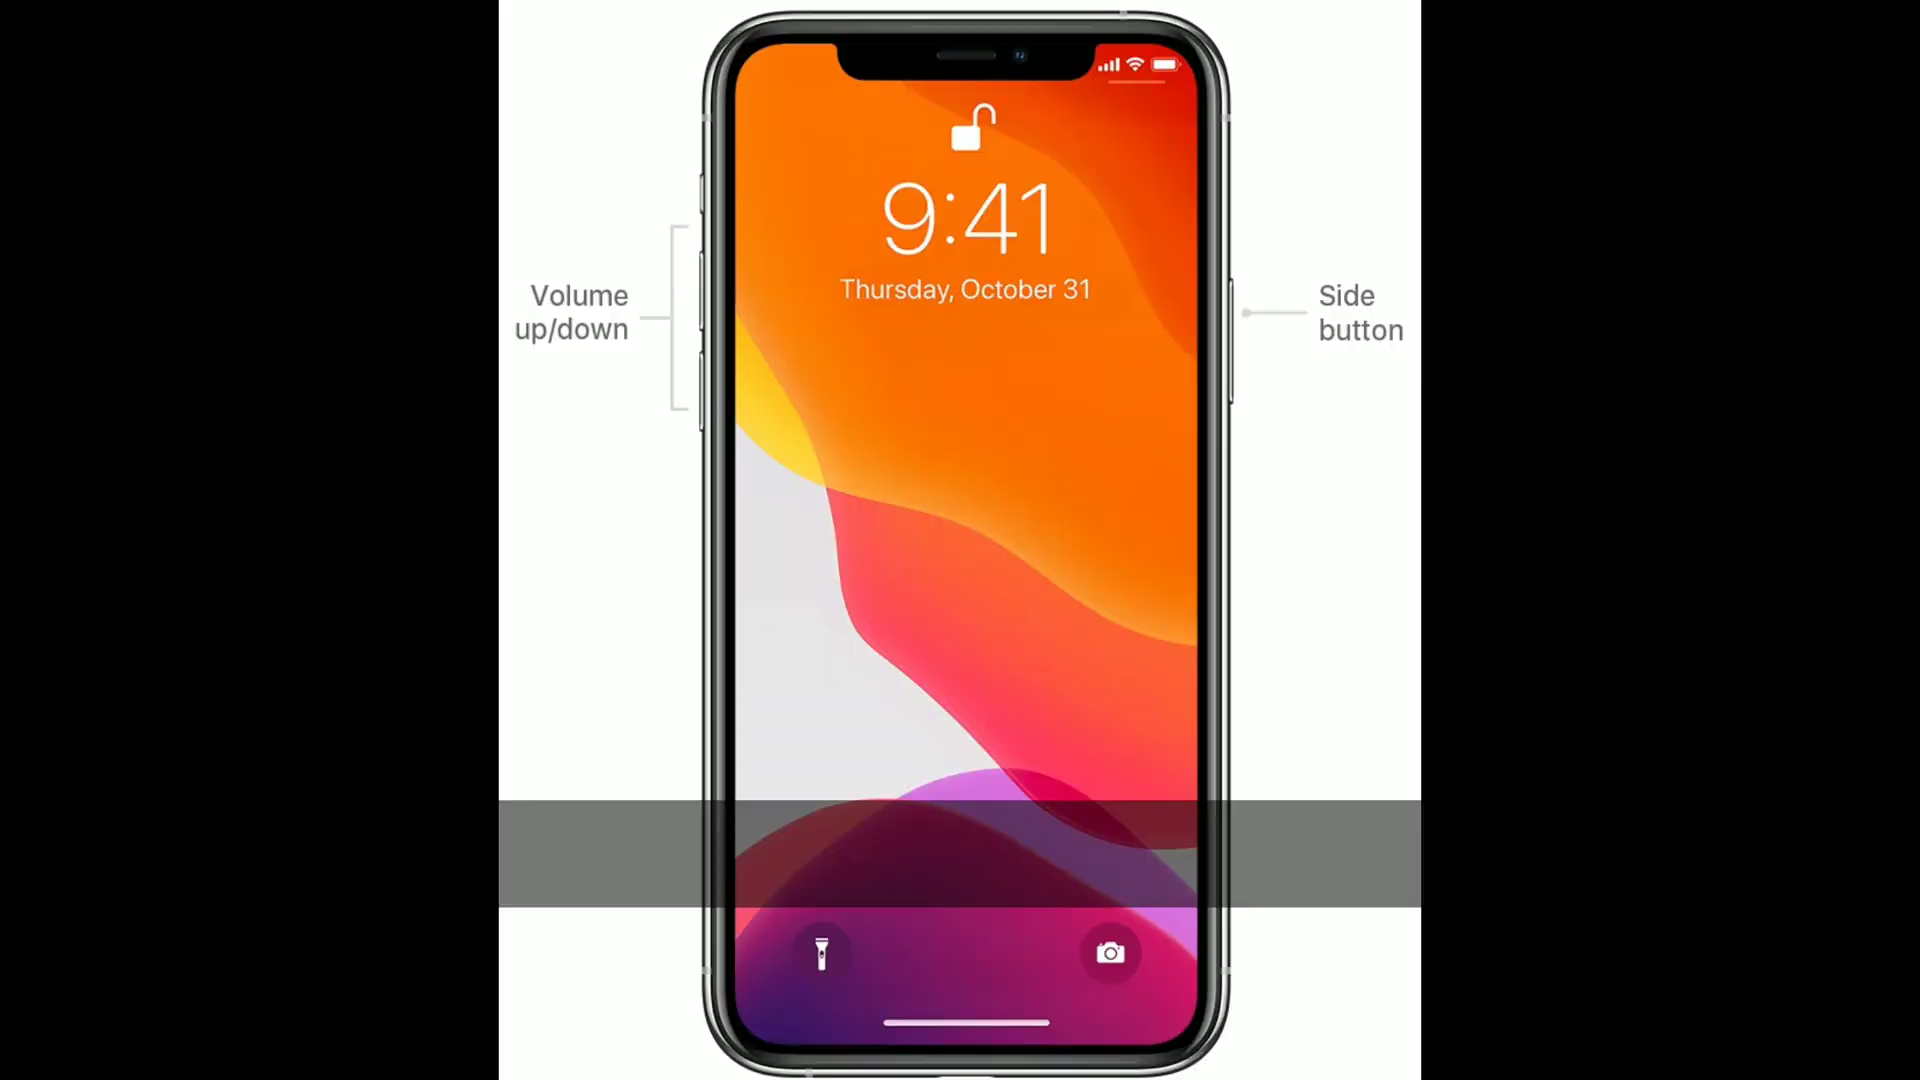 9:41
Thursday, October 31
Volume
up/down
Side
button